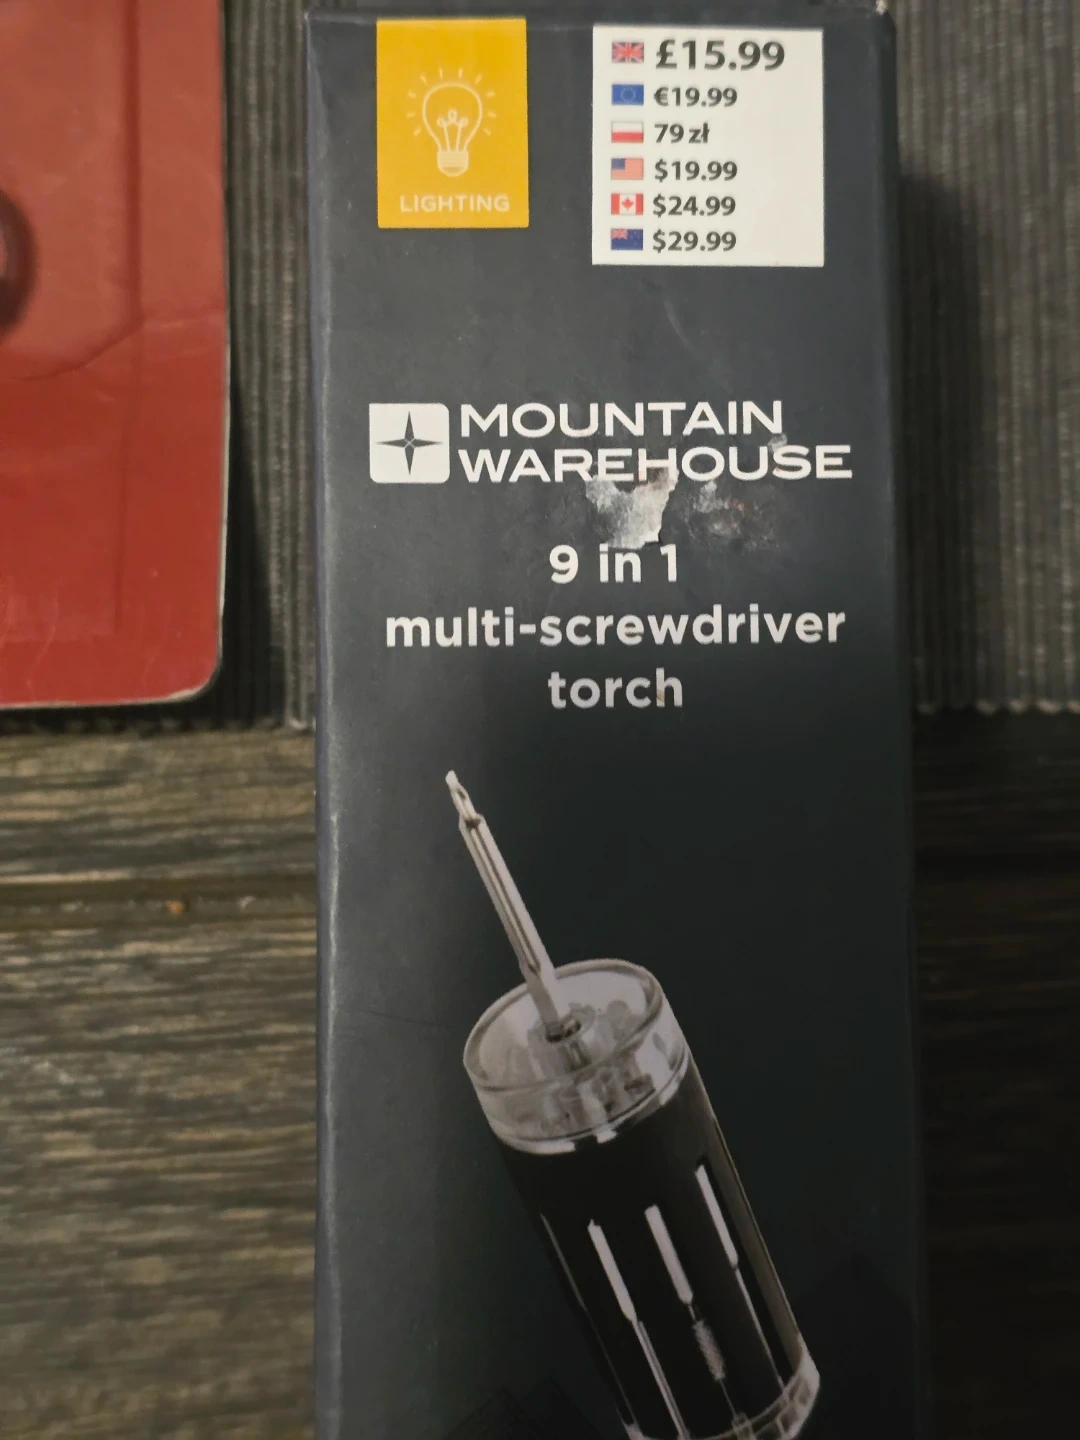 LIGHTING
£15.99
€19.99
79 zł
$19.99
$24.99
$29.99
MOUNTAIN
WAREHOUSE
9 in 1
multi-screwdriver
torch